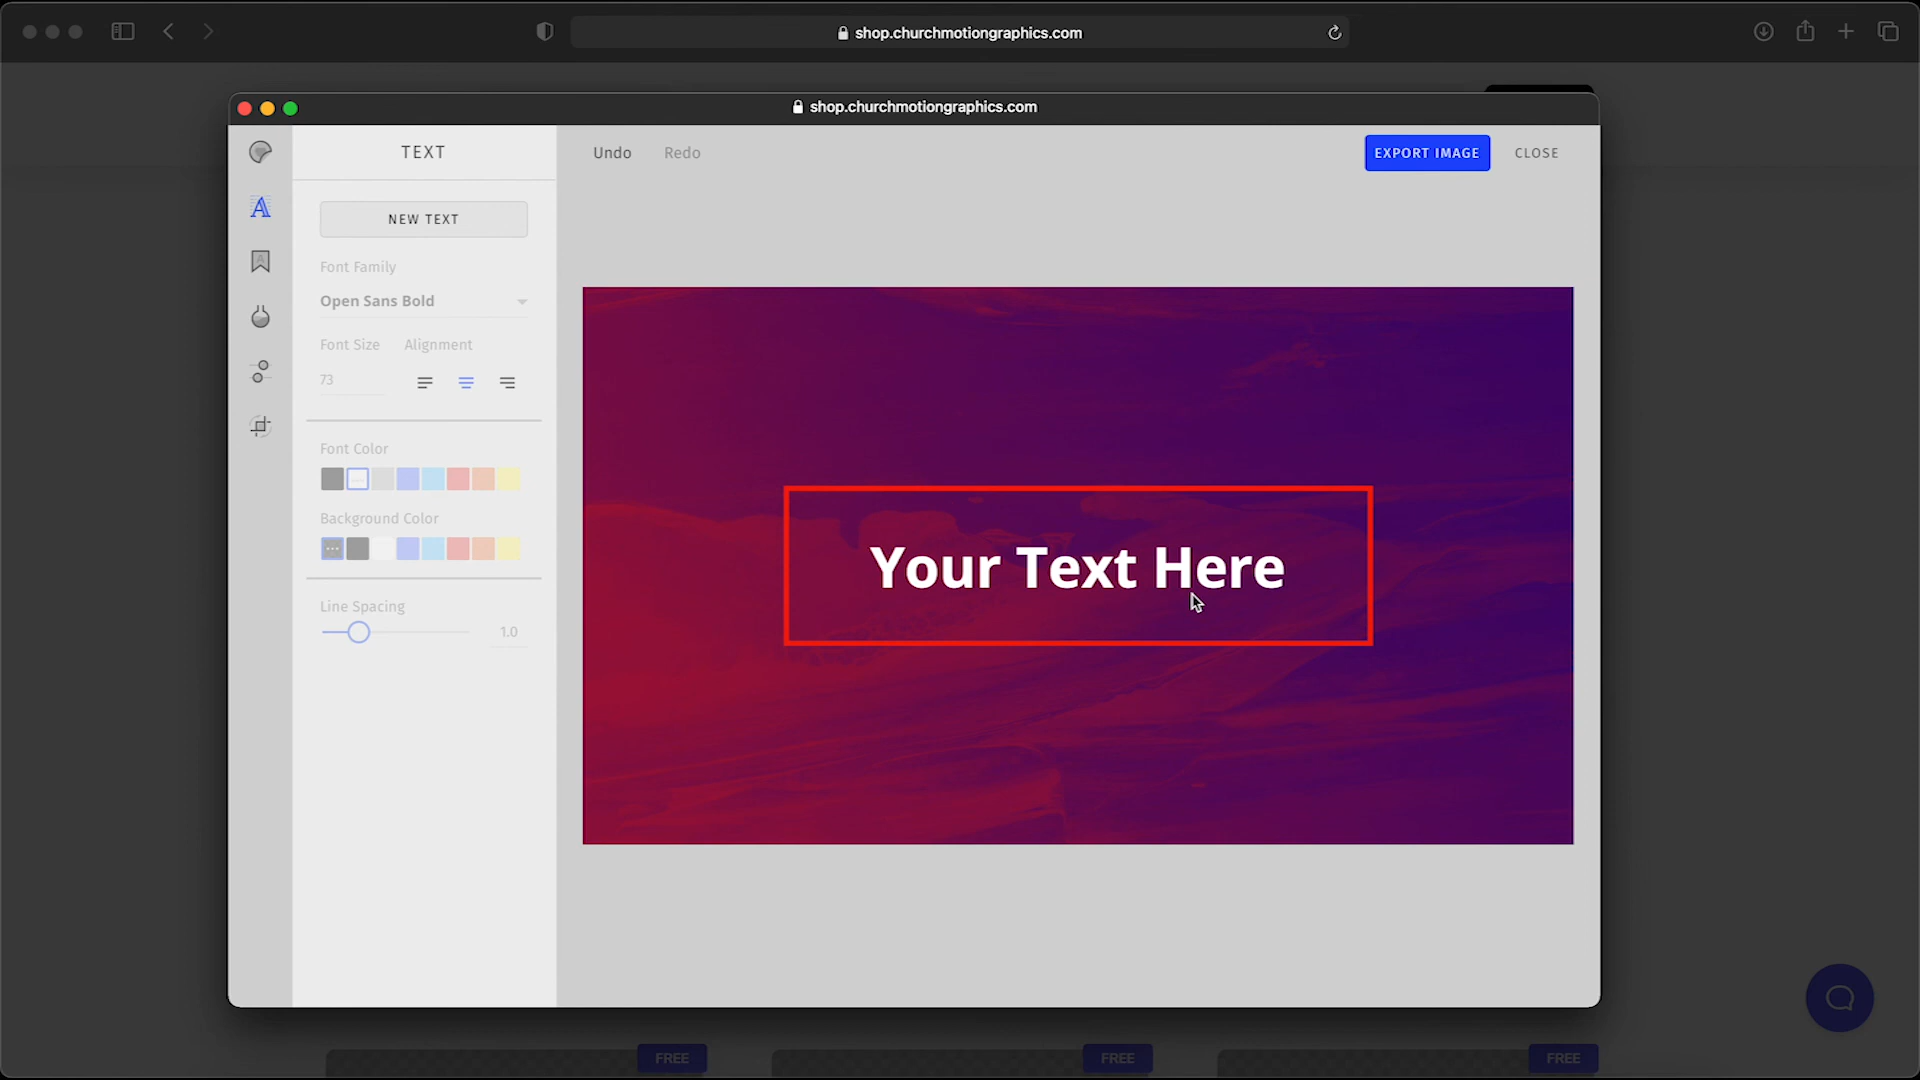 shop.churchmotiongraphics.com
shop.churchmotiongraphics.com
TEXT
Undo
Redo
EXPORT IMAGE
CLOSE
NEW TEXT
Font Family
Open Sans Bold
Font Size
Alignment
73
Font Color
Background Color
Line Spacing
1.0
Your Text Here
FREE
FREE
FREE